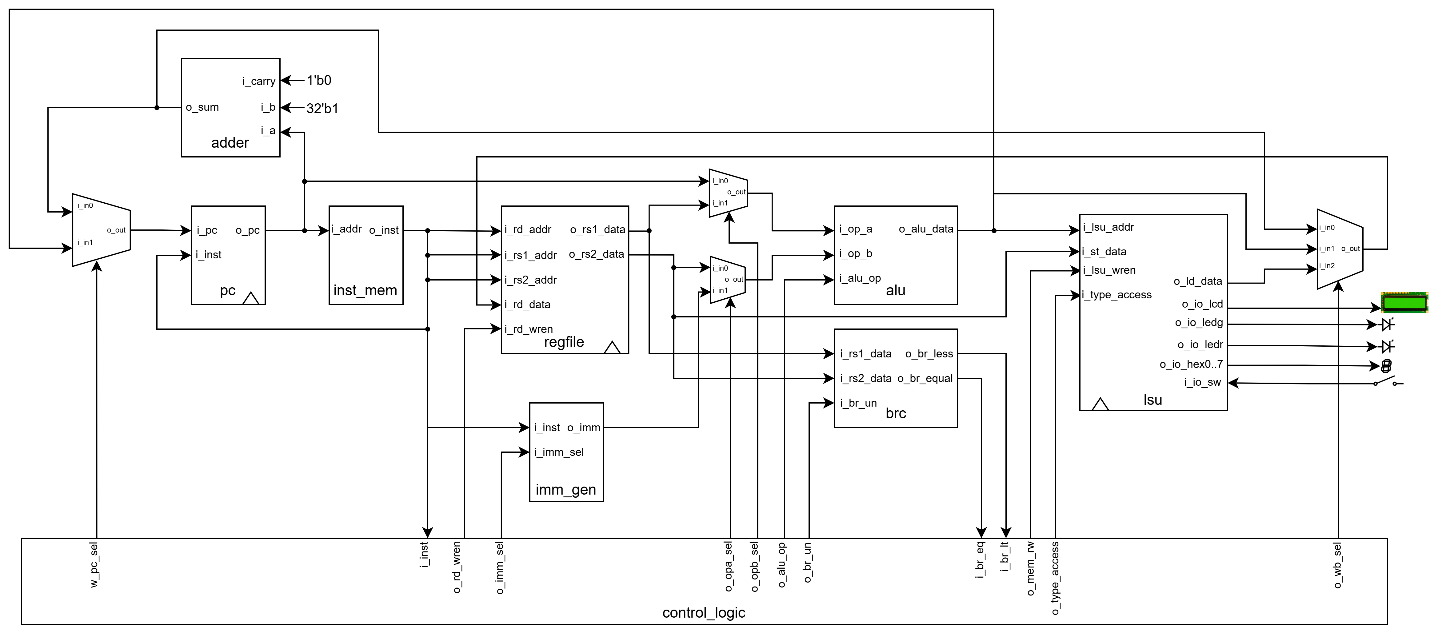 i_carry
1'b0
o_sum
i_b
32'b1
i_a
adder
i_in0
o_out
i_in1
i_pc
o_pc
i_inst
pc
i_addr
o_inst
inst_mem
i_rd_addr
o_rs1_data
i_rs1_addr
o_rs2_data
i_rs2_addr
i_rd_data
i_rd_wren
regfile
i_inst
o_imm
i_imm_sel
imm_gen
i_in0
o_out
i_in1
i_in0
o_out
i_in1
i_op_a
o_alu_data
i_op_b
i_alu_op
alu
i_rs1_data
o_br_less
i_rs2_data
o_br_equal
i_br_un
brc
i_lsu_addr
i_st_data
i_lsu_wren
i_type_access
o_ld_data
o_io_lcd
o_io_ledg
o_io_ledr
o_io_hex0..7
i_io_sw
lsu
i_in0
i_in1
o_out
i_in2
w_pc_sel
i_inst
o_rd_wren
o_imm_sel
o_opa_sel
o_opb_sel
o_alu_op
o_br_un
i_br_eq
i_br_lt
o_mem_rw
o_type_access
o_wb_sel
control_logic